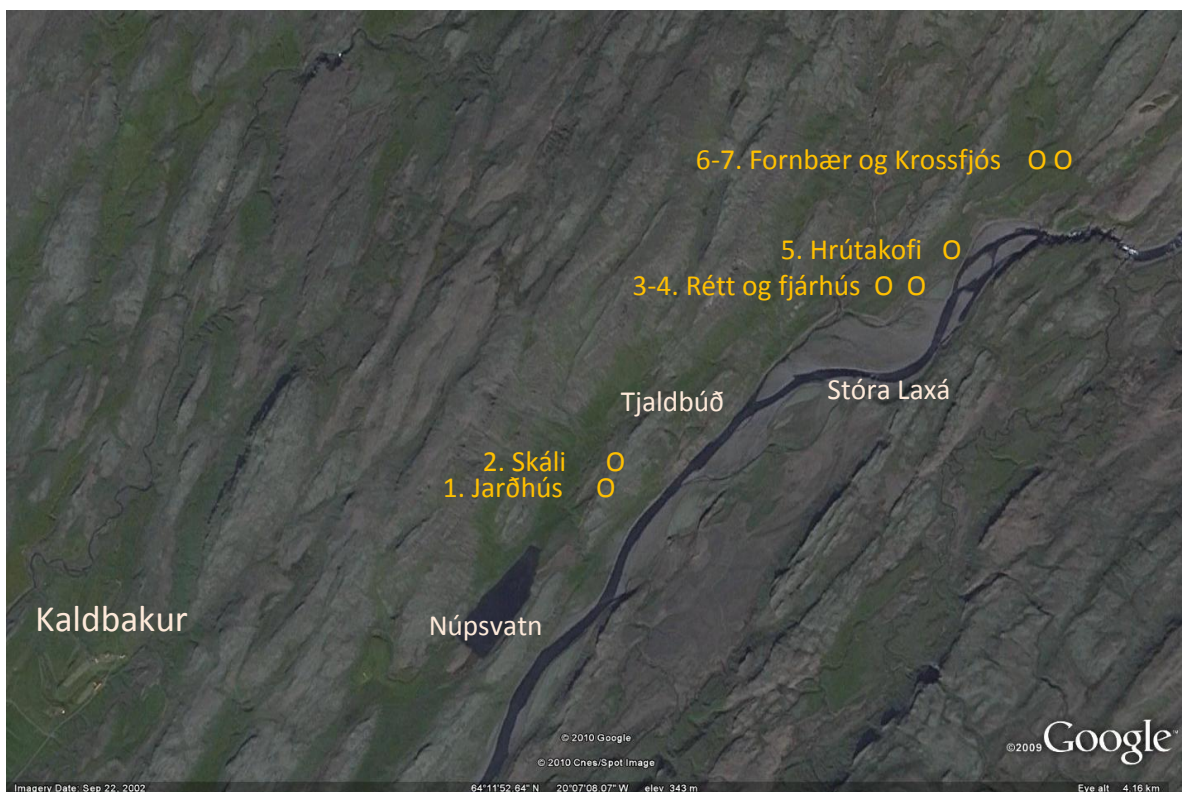 6-7. Fornbær og Krossfjós O O
5. Hrútakofi O
3-4. Rétt og fjárhús O O
Stóra Laxá
Tjaldbúð
2. Skáli O
1. Jarðhús O
Kaldbakur
Núpsvatn
© 2010 Google
© 2010 Cnes/Spot Image
©2009 Google™
Imagery Date: Sep 22, 2002 64°11'52.64" N 20°07'08.07" W elev 343 m Eye alt 4.16 km